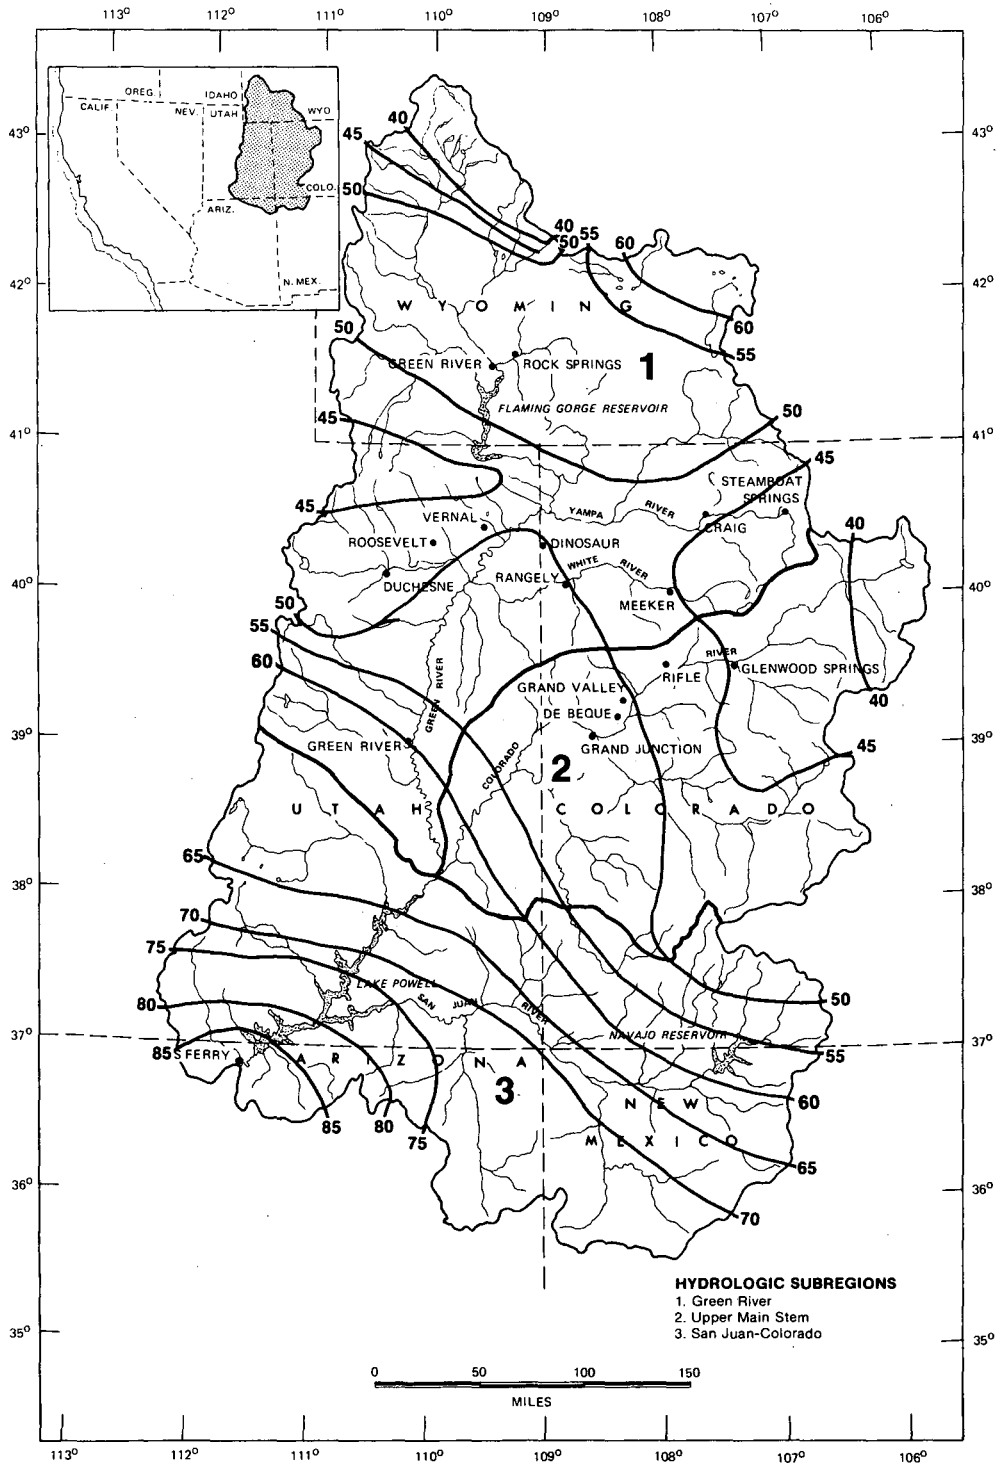 113° 112° 111° 110° 109° 108° 107° 106°
OREG. IDAHO
CALIF. NEV. UTAH WYO.
COLO.
ARIZ.
N. MEX.
43° 43°
45 40
50
40 55 60
50
42° 42°
WYOMING
60
55
50
GREEN RIVER ROCK SPRINGS
1
FLAMING GORGE RESERVOIR
50
45
41° 41°
45
STEAMBOAT
SPRINGS
45
VERNAL YAMPA RIVER CRAIG
40
ROOSEVELT DINOSAUR
RANGELY WHITE RIVER
40° 40°
DUCHESNE
MEEKER
50
55
60
RIVER
GLENWOOD SPRINGS
RIFLE
GREEN RIVER
GRAND VALLEY
DE BEQUE
40
39° 39°
GREEN RIVER
GRAND JUNCTION
45
COLORADO
2
UTAH COLORADO
65
38° 38°
70
75
LAKE POWELL
SAN JUAN RIVER
80
50
37° 37°
NAVAJO RESERVOIR
85
S FERRY
ARIZONA
55
3
60
NEW
MEXICO
85 80 75
65
36° 36°
70
HYDROLOGIC SUBREGIONS
1. Green River
2. Upper Main Stem
3. San Juan-Colorado
35° 35°
0 50 100 150
MILES
113° 112° 111° 110° 109° 108° 107° 106°